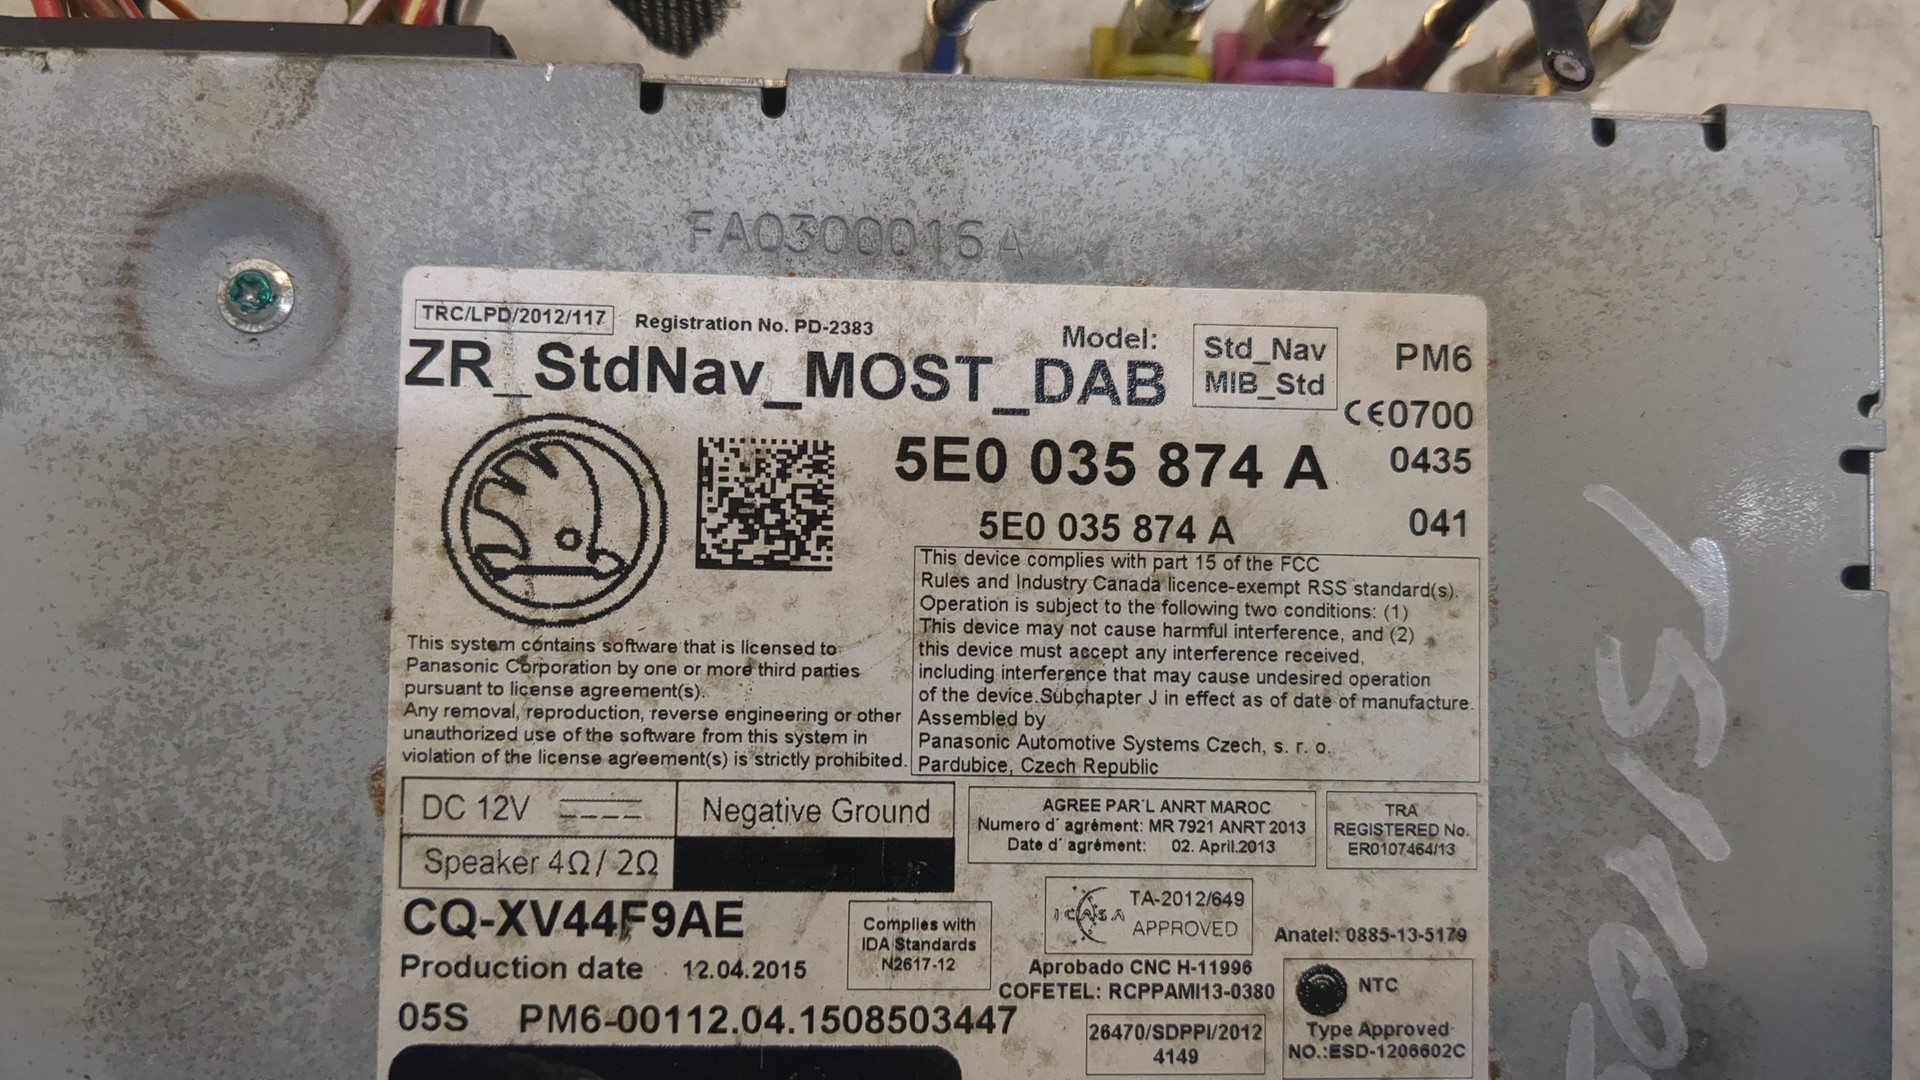 FA0300016A
TRC/LPD/2012/117
Registration No. PD-2383
ZR_StdNav_MOST_DAB
Model:
Std_Nav
MIB_Std
PM6
CE0700
5E0 035 874 A
0435
5E0 035 874 A
041
This device complies with part 15 of the FCC
Rules and Industry Canada licence-exempt RSS standard(s).
Operation is subject to the following two conditions: (1)
This device may not cause harmful interference, and (2)
this device must accept any interference received,
including interference that may cause undesired operation
of the device.Subchapter J in effect as of date of manufacture.
Assembled by
Panasonic Automotive Systems Czech, s. r. o.
Pardubice, Czech Republic
This system contains software that is licensed to
Panasonic Corporation by one or more third parties
pursuant to license agreement(s).
Any removal, reproduction, reverse engineering or other
unauthorized use of the software from this system in
violation of the license agreement(s) is strictly prohibited.
DC 12V
Negative Ground
Speaker 4Ω/ 2Ω
AGREE PAR'L ANRT MAROC
Numero d´ agrément: MR 7921 ANRT 2013
Date d´ agrément: 02. April.2013
TRA
REGISTERED No.
ER0107464/13
CQ-XV44F9AE
Complies with
IDA Standards
N2617-12
ICASA
TA-2012/649
APPROVED
Anatel: 0885-13-5179
Production date 12.04.2015
Aprobado CNC H-11996
COFETEL: RCPPAMI13-0380
NTC
Type Approved
NO.:ESD-1206602C
05S PM6-00112.04.1508503447
26470/SDPPI/2012
4149